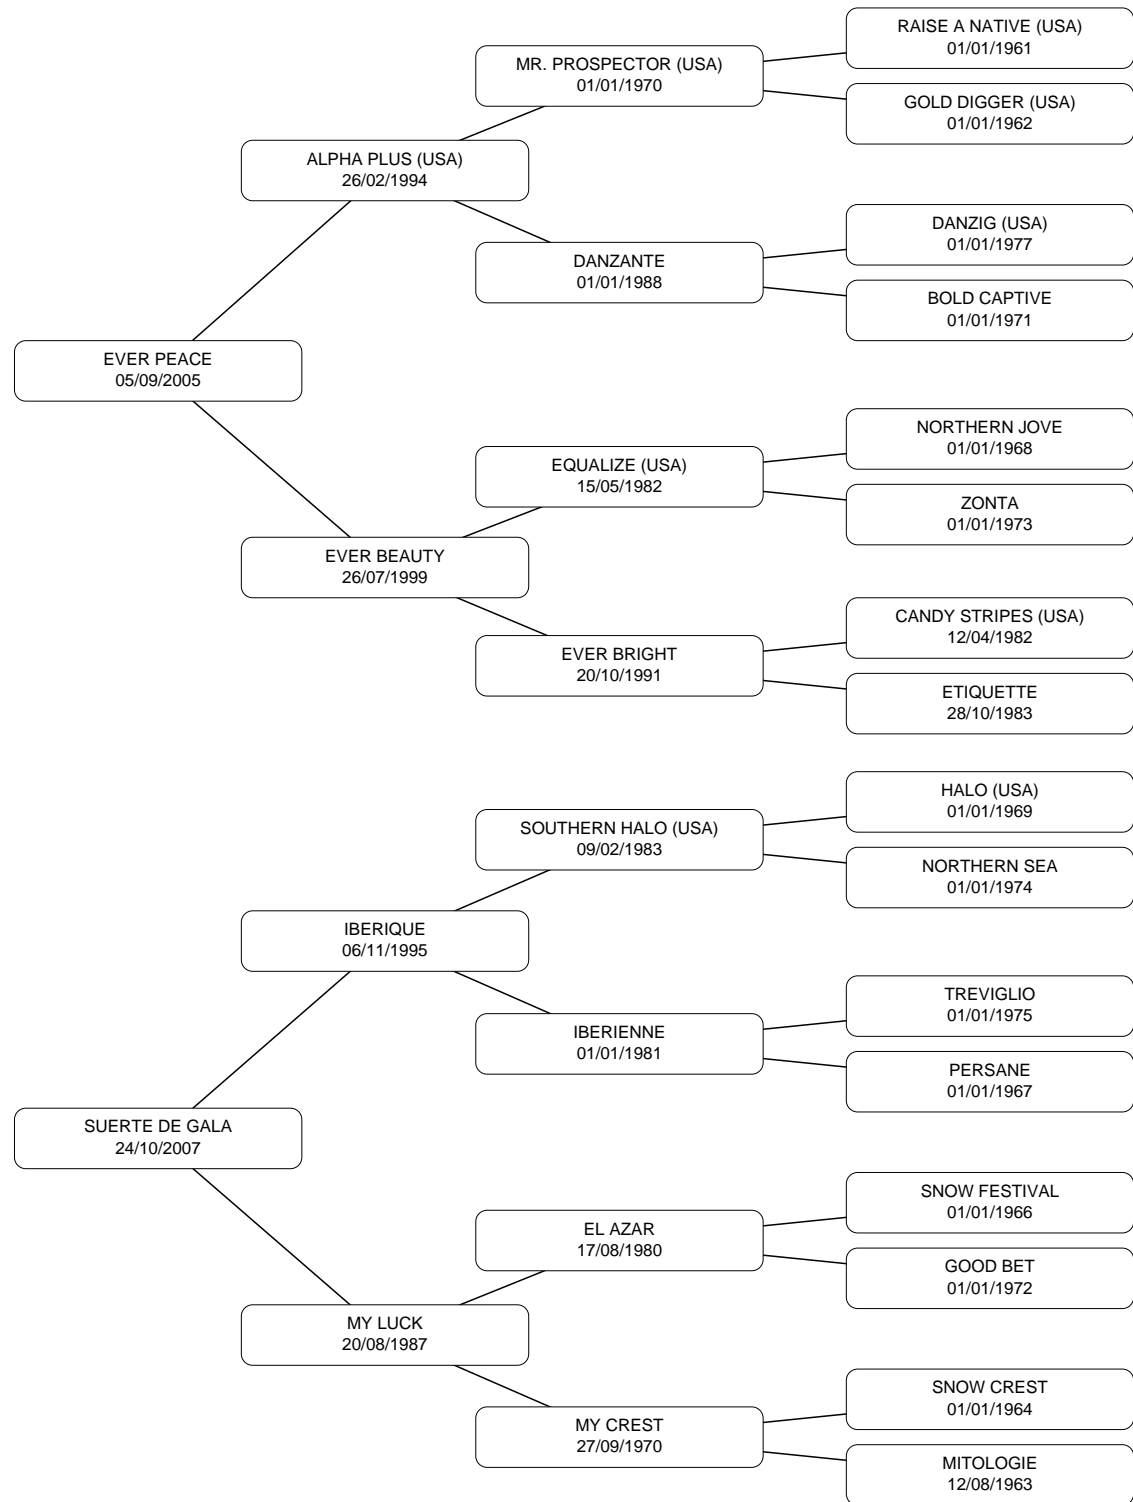 RAISE A NATIVE (USA)
01/01/1961
MR. PROSPECTOR (USA)
01/01/1970
GOLD DIGGER (USA)
01/01/1962
ALPHA PLUS (USA)
26/02/1994
DANZIG (USA)
01/01/1977
DANZANTE
01/01/1988
BOLD CAPTIVE
01/01/1971
EVER PEACE
05/09/2005
NORTHERN JOVE
01/01/1968
EQUALIZE (USA)
15/05/1982
ZONTA
01/01/1973
EVER BEAUTY
26/07/1999
CANDY STRIPES (USA)
12/04/1982
EVER BRIGHT
20/10/1991
ETIQUETTE
28/10/1983
HALO (USA)
01/01/1969
SOUTHERN HALO (USA)
09/02/1983
NORTHERN SEA
01/01/1974
IBERIQUE
06/11/1995
TREVIGLIO
01/01/1975
IBERIENNE
01/01/1981
PERSANE
01/01/1967
SUERTE DE GALA
24/10/2007
SNOW FESTIVAL
01/01/1966
EL AZAR
17/08/1980
GOOD BET
01/01/1972
MY LUCK
20/08/1987
SNOW CREST
01/01/1964
MY CREST
27/09/1970
MITOLOGIE
12/08/1963